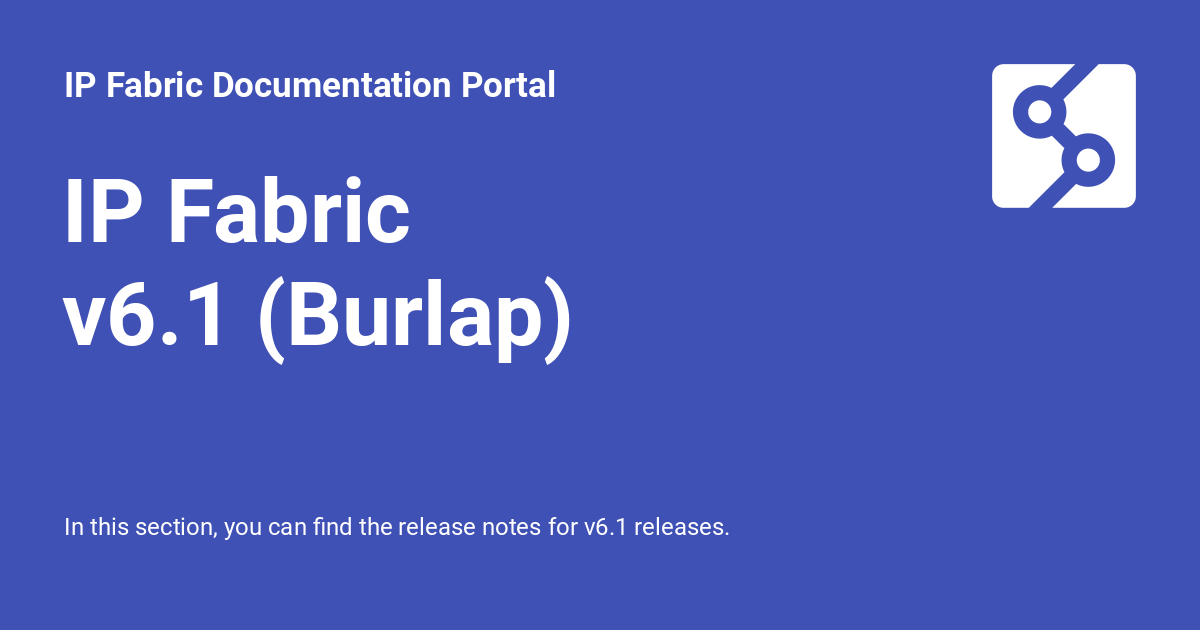 IP Fabric Documentation Portal
IP Fabric
v6.1 (Burlap)
In this section, you can find the release notes for v6.1 releases.